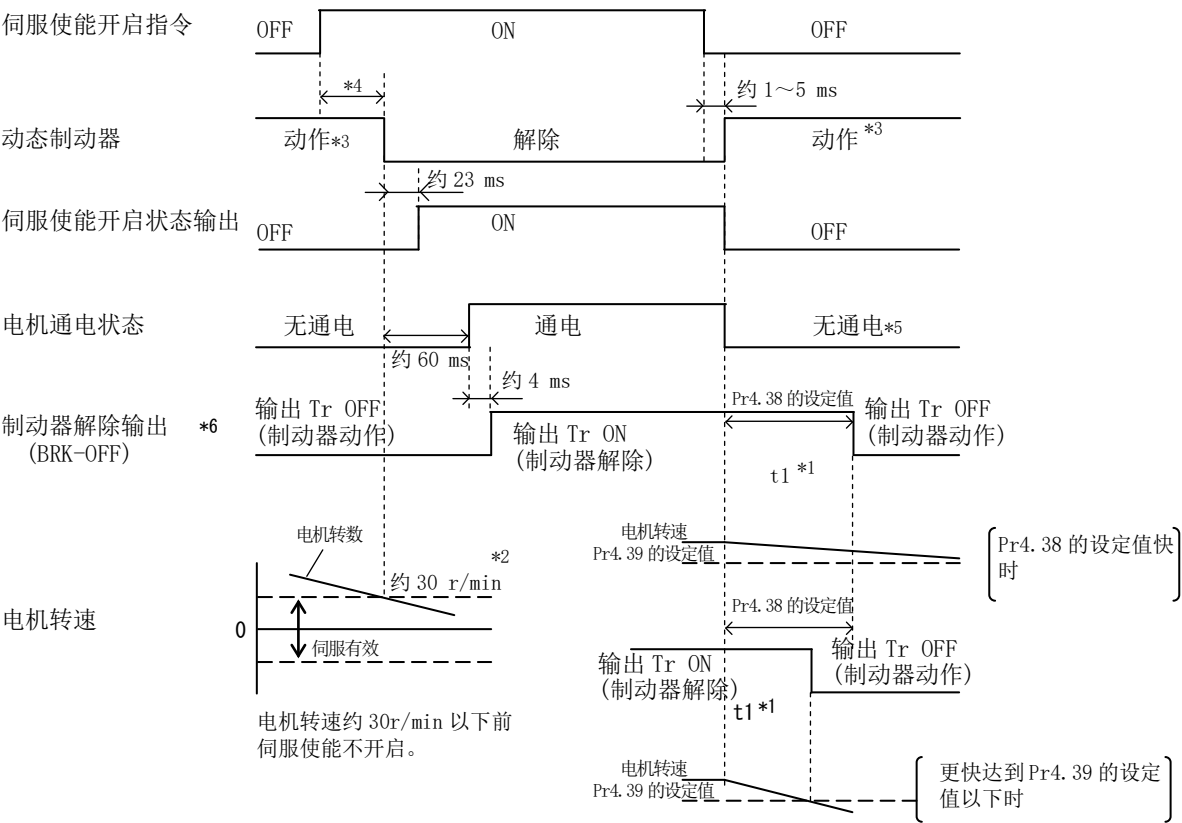 伺服使能开启指令
OFF
ON
OFF
*4
约 1～5 ms
动态制动器
动作*3
解除
动作 *3
约 23 ms
伺服使能开启状态输出
OFF
ON
OFF
电机通电状态
无通电
通电
无通电*5
约 60 ms
约 4 ms
制动器解除输出 *6
(BRK-OFF)
输出 Tr OFF
(制动器动作)
输出 Tr ON
(制动器解除)
Pr4.38 的设定值
输出 Tr OFF
(制动器动作)
t1 *1
电机转数
*2
约 30 r/min
电机转速
0
伺服有效
电机转速约 30r/min 以下前
伺服使能不开启。
电机转速
Pr4.39 的设定值
Pr4.38 的设定值快
时
Pr4.38 的设定值
输出 Tr ON
(制动器解除)
输出 Tr OFF
(制动器动作)
t1 *1
电机转速
Pr4.39 的设定值
更快达到 Pr4.39 的设定
值以下时